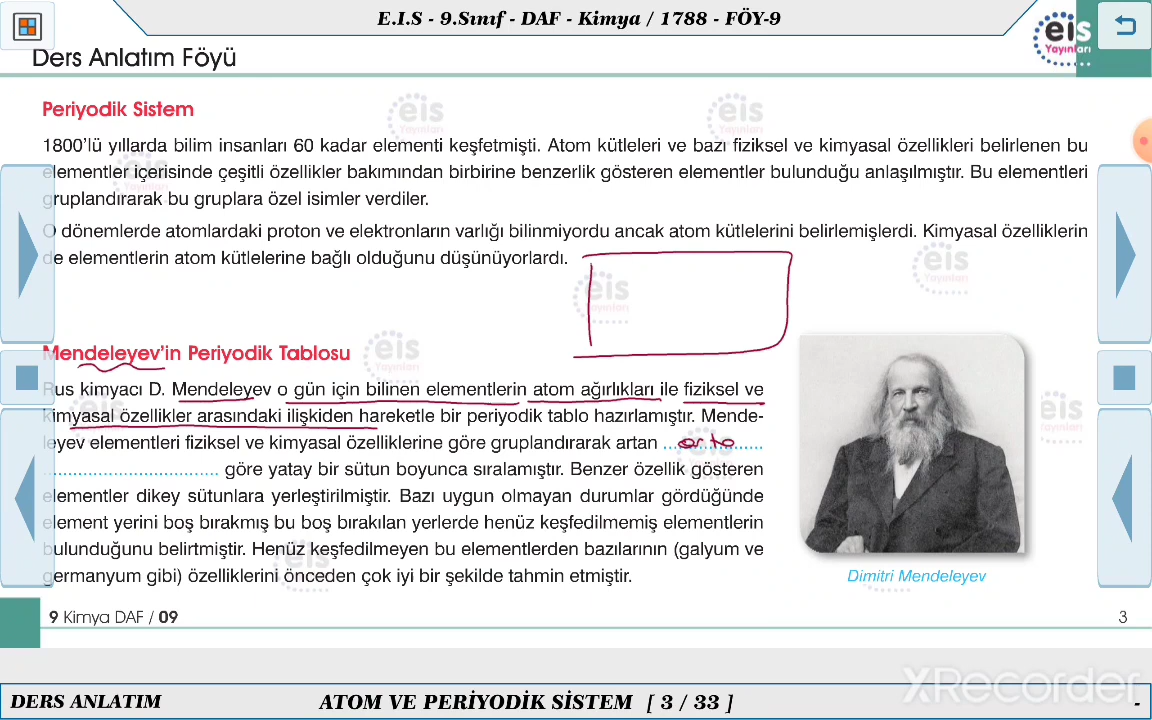 E.I.S - 9.Sınıf - DAF - Kimya / 1788 - FÖY-9
eis
Yayınları
Ders Anlatım Föyü
Periyodik Sistem
1800'lü yıllarda bilim insanları 60 kadar elementi keşfetmişti. Atom kütleleri ve bazı fiziksel ve kimyasal özellikleri belirlenen bu
elementler içerisinde çeşitli özellikler bakımından birbirine benzerlik gösteren elementler bulunduğu anlaşılmıştır. Bu elementleri
gruplandırarak bu gruplara özel isimler verdiler.
O dönemlerde atomlardaki proton ve elektronların varlığı bilinmiyordu ancak atom kütlelerini belirlemişlerdi. Kimyasal özelliklerin
de elementlerin atom kütlelerine bağlı olduğunu düşünüyorlardı.
Mendeleyev'in Periyodik Tablosu
Rus kimyacı D. Mendeleyev o gün için bilinen elementlerin atom ağırlıkları ile fiziksel ve
kimyasal özellikler arasındaki ilişkiden hareketle bir periyodik tablo hazırlamıştır. Mende-
leyev elementleri fiziksel ve kimyasal özelliklerine göre gruplandırarak artan ....................
................................ göre yatay bir sütun boyunca sıralamıştır. Benzer özellik gösteren
elementler dikey sütunlara yerleştirilmiştir. Bazı uygun olmayan durumlar gördüğünde
element yerini boş bırakmış bu boş bırakılan yerlerde henüz keşfedilmemiş elementlerin
bulunduğunu belirtmiştir. Henüz keşfedilmeyen bu elementlerden bazılarının (galyum ve
germanyum gibi) özelliklerini önceden çok iyi bir şekilde tahmin etmiştir.
Dimitri Mendeleyev
9 Kimya DAF / 09
3
XRecorder
DERS ANLATIM
ATOM VE PERİYODİK SİSTEM [ 3 / 33 ]
-